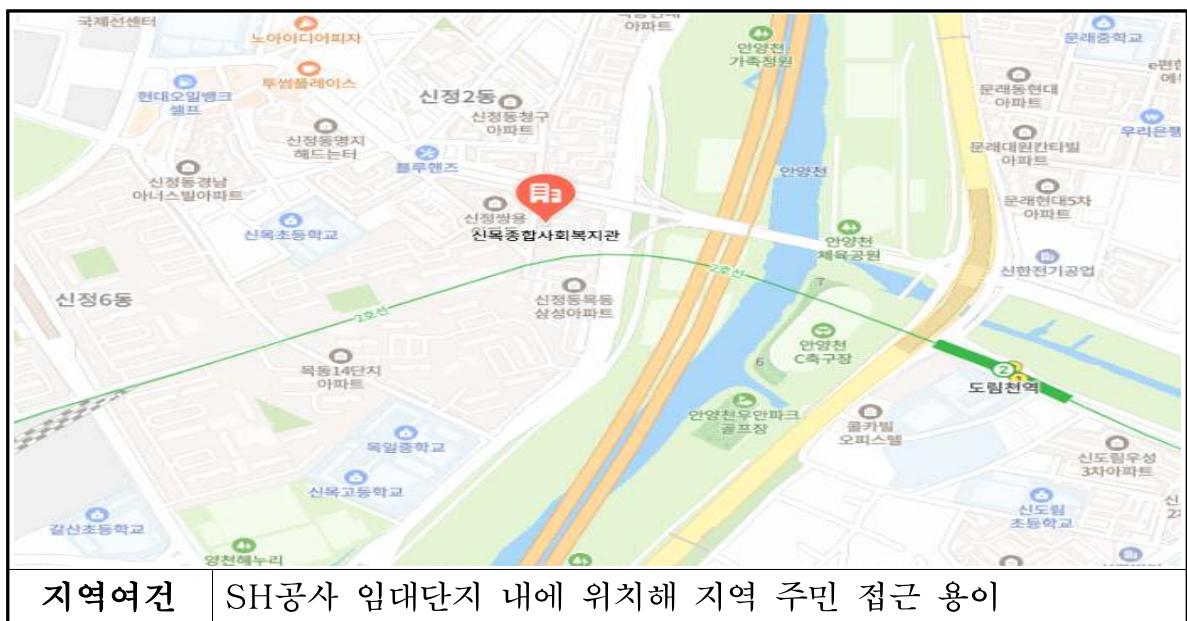 국제선센터
노아이디어피자
아파트
안양천
가족정원
문래중학교
투썸플레이스
현대오일뱅크
셀프
신정2동
신정동청구
아파트
문래동현대
아파트
우리은행
신정동명지
해드는터
블루핸즈
문래대원칸타빌
아파트
신정동경남
아너스빌아파트
안양천
문래현대5차
아파트
신목초등학교
신정쌍용
신목종합사회복지관
안양천
체육공원
신한전기공업
2호선
신정6동
신정동목동
삼성아파트
7
2호선
안양천
C축구장
목동14단지
아파트
6
2
1
도림천역
안양천우안파크
골프장
콜카빌
오피스텔
목일중학교
신도림우성
3차아파트
신목고등학교
신도림
초등학교
갈산초등학교
양천해누리
지역여건 SH공사 임대단지 내에 위치해 지역 주민 접근 용이